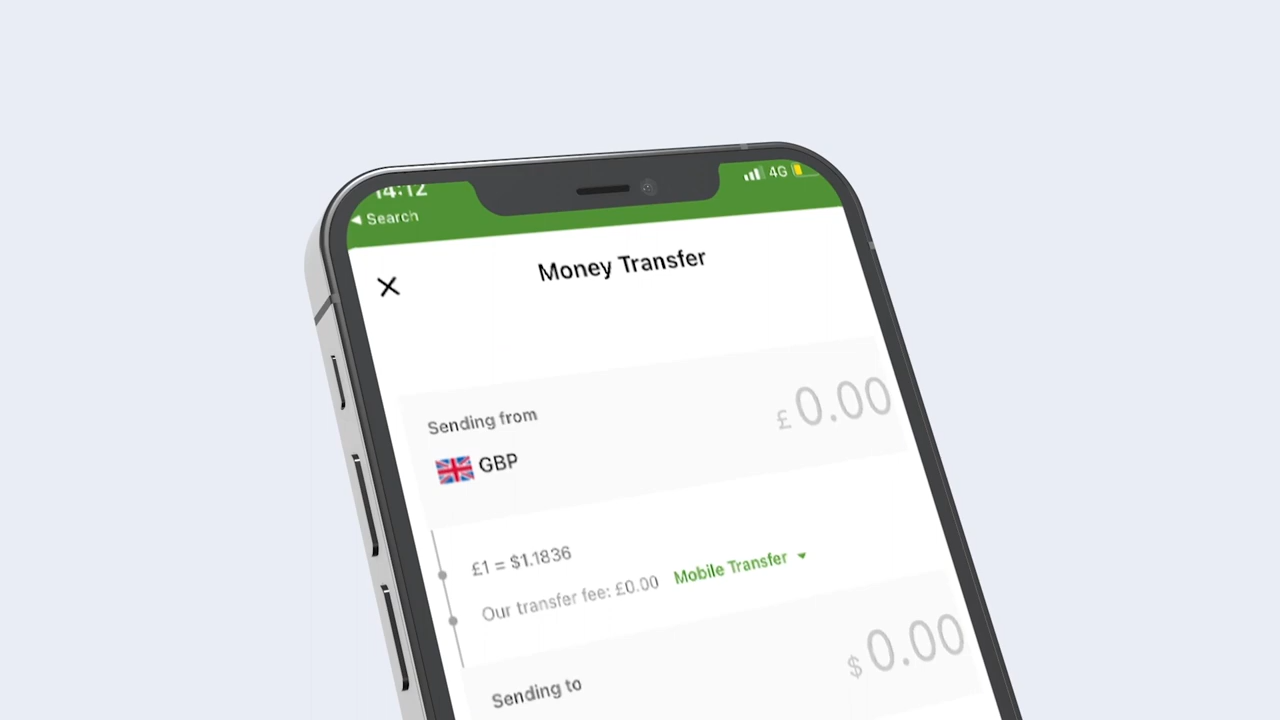 14:12
4G
◀ Search
Money Transfer
Sending from
£0.00
GBP
£1 = $1.1836
Our transfer fee: £0.00 Mobile Transfer
Sending to
$0.00